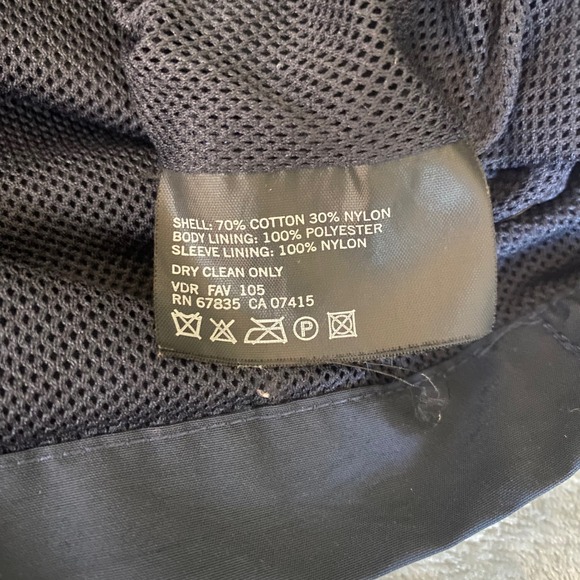 SHELL: 70% COTTON 30% NYLON
BODY LINING: 100% POLYESTER
SLEEVE LINING: 100% NYLON
DRY CLEAN ONLY
VDR FAV 105
RN 67835 CA 07415
P